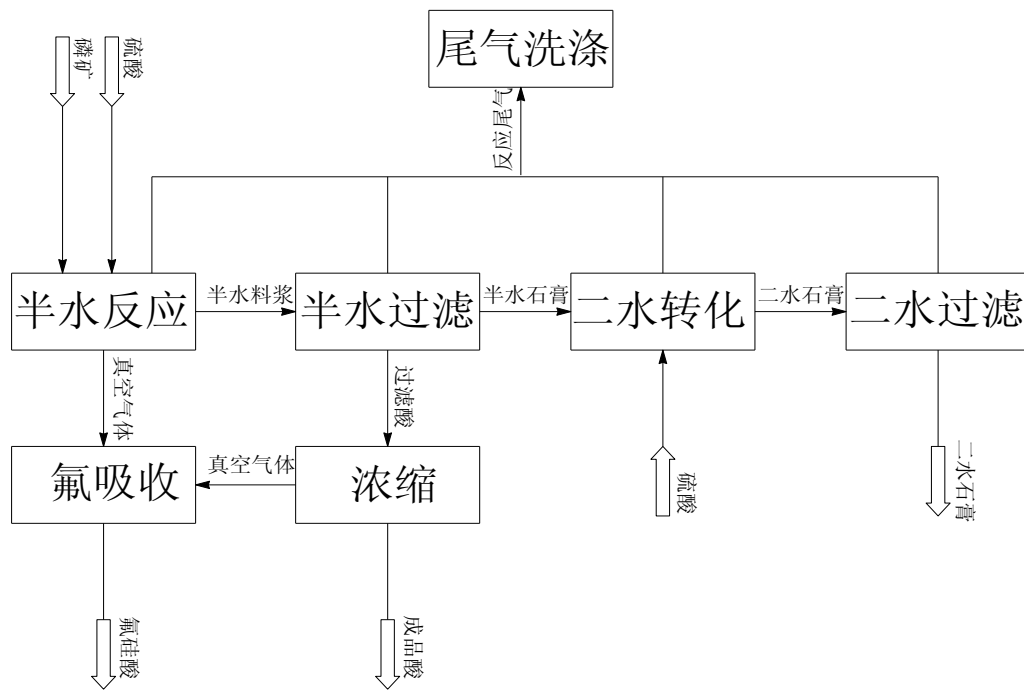 尾气洗涤
磷矿
硫酸
反应尾气
半水反应
半水料浆
半水过滤
半水石膏
二水转化
二水石膏
二水过滤
真空气体
过滤酸
氟吸收
真空气体
浓缩
硫酸
二水石膏
氟硅酸
成品酸